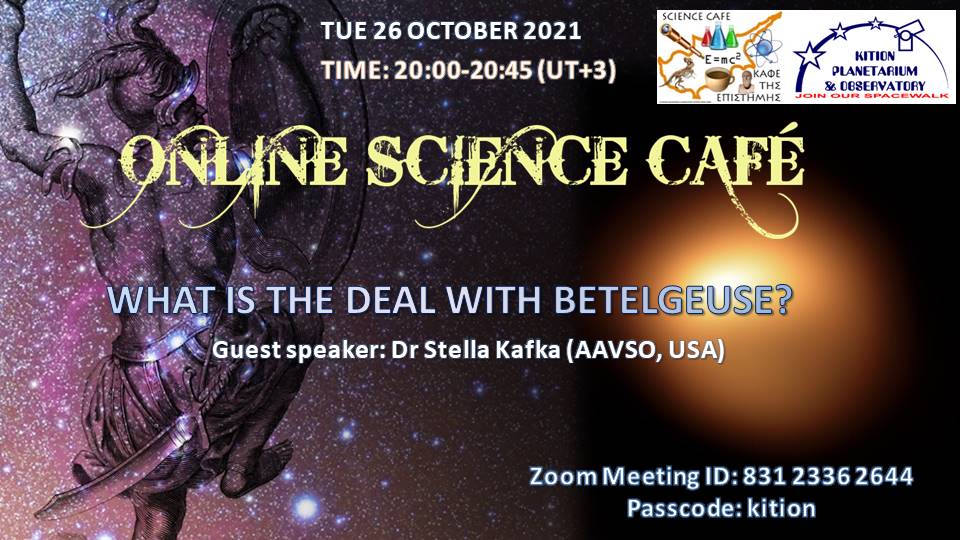 TUE 26 OCTOBER 2021
TIME: 20:00-20:45 (UT+3)
SCIENCE CAFE
E=mc²
ΚΑΦΕ
ΤΗΣ
ΕΠΙΣΤΗΜΗΣ
KITION
PLANETARIUM
& OBSERVATORY
JOIN OUR SPACEWALK
ONLINE SCIENCE CAFÉ
WHAT IS THE DEAL WITH BETELGEUSE?
Guest speaker: Dr Stella Kafka (AAVSO, USA)
Zoom Meeting ID: 831 2336 2644
Passcode: kition